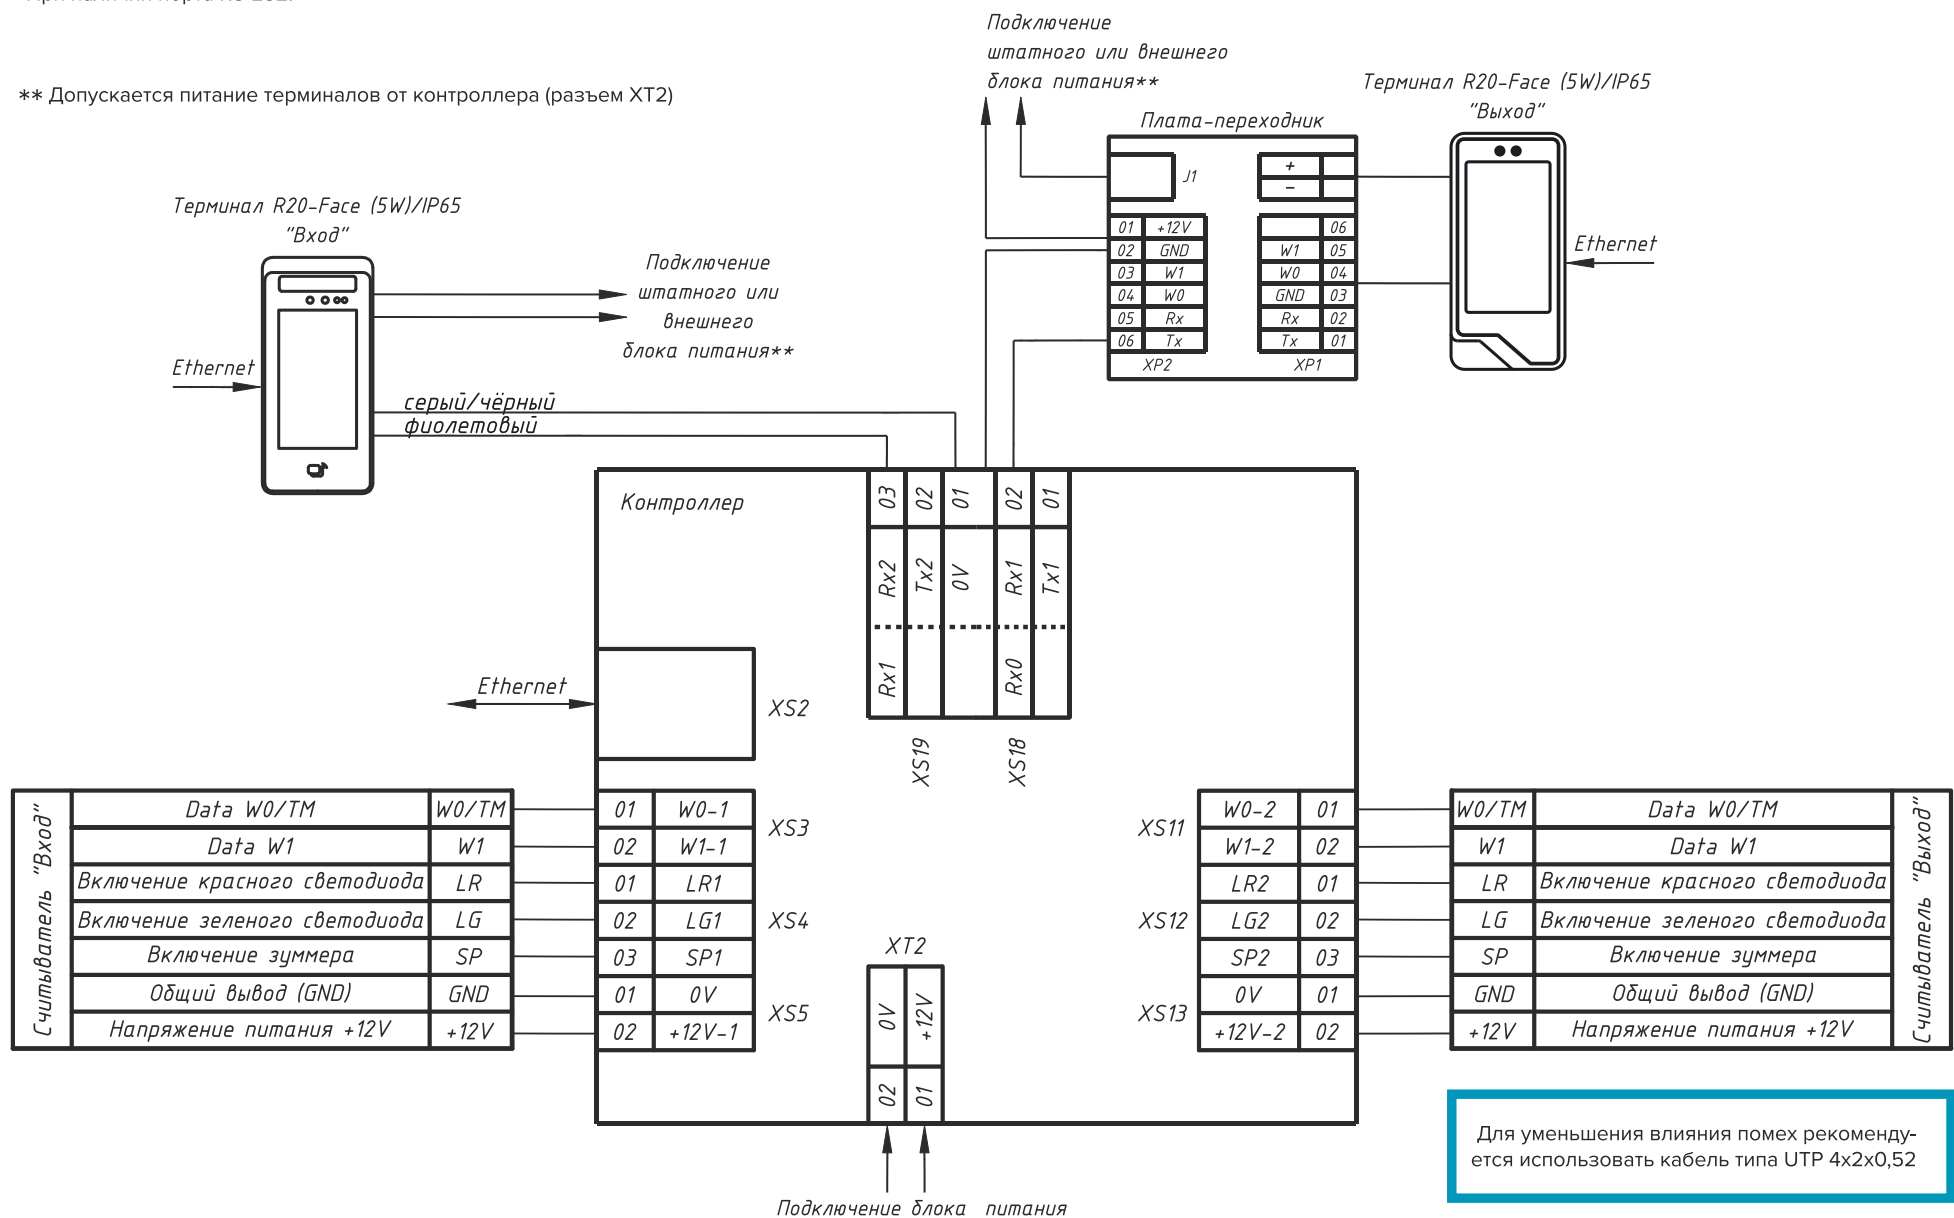 ** Допускается питание терминалов от контроллера (разъем XT2)
Подключение
штатного или внешнего
блока питания**
Терминал R20-Face (5W)/IP65
"Выход"
Плата-переходник
J1
+
-
01 +12V
02 GND
03 W1
04 W0
05 Rx
06 Tx
XP2
06
W1 05
W0 04
GND 03
Rx 02
Tx 01
XP1
Ethernet
Терминал R20-Face (5W)/IP65
"Вход"
Подключение
штатного или
внешнего
блока питания**
Ethernet
серый/чёрный
фиолетовый
Контроллер
03 02 01 02 01
Rx2 Tx2 0V Rx1 Tx1
Rx1 Rx0
XS19 XS18
Ethernet
XS2
Считыватель "Вход"
Data W0/TM W0/TM 01 W0-1
Data W1 W1 02 W1-1
XS3
Включение красного светодиода LR 01 LR1
Включение зеленого светодиода LG 02 LG1
XS4
Включение зуммера SP 03 SP1
Общий вывод (GND) GND 01 0V
XS5
Напряжение питания +12V +12V 02 +12V-1
XS11
W0-2 01 W0/TM Data W0/TM
W1-2 02 W1 Data W1
LR2 01 LR Включение красного светодиода
XS12
LG2 02 LG Включение зеленого светодиода
SP2 03 SP Включение зуммера
0V 01 GND Общий вывод (GND)
XS13
+12V-2 02 +12V Напряжение питания +12V
Считыватель "Выход"
XT2
0V +12V
02 01
Подключение блока питания
Для уменьшения влияния помех рекоменду-
ется использовать кабель типа UTP 4x2x0,52